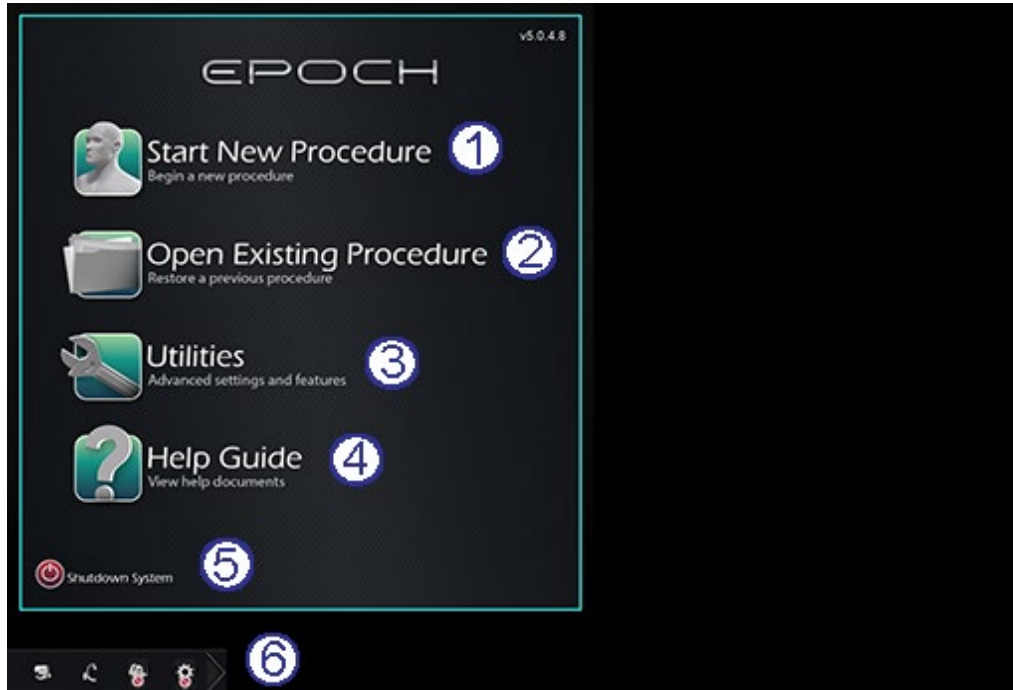 v5.0.4.8
EPOCH
Start New Procedure 1
Begin a new procedure
Open Existing Procedure 2
Restore a previous procedure
Utilities 3
Advanced settings and features
Help Guide 4
View help documents
Shutdown System 5
6